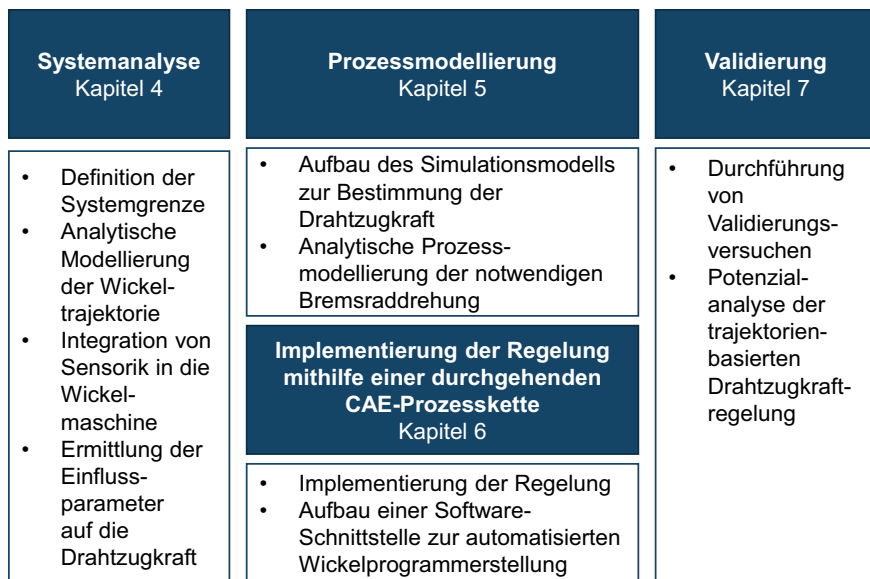 Systemanalyse
Kapitel 4
• Definition der
Systemgrenze
• Analytische
Modellierung
der Wickel-
trajektorie
• Integration von
Sensorik in die
Wickel-
maschine
• Ermittlung der
Einfluss-
parameter
auf die
Drahtzugkraft
Prozessmodellierung
Kapitel 5
• Aufbau des Simulationsmodells
zur Bestimmung der
Drahtzugkraft
• Analytische Prozess-
modellierung der notwendigen
Bremsraddrehung
Implementierung der Regelung
mithilfe einer durchgehenden
CAE-Prozesskette
Kapitel 6
• Implementierung der Regelung
• Aufbau einer Software-
Schnittstelle zur automatisierten
Wickelprogrammerstellung
Validierung
Kapitel 7
• Durchführung
von
Validierungs-
versuchen
• Potenzial-
analyse der
trajektorien-
basierten
Drahtzugkraft-
regelung